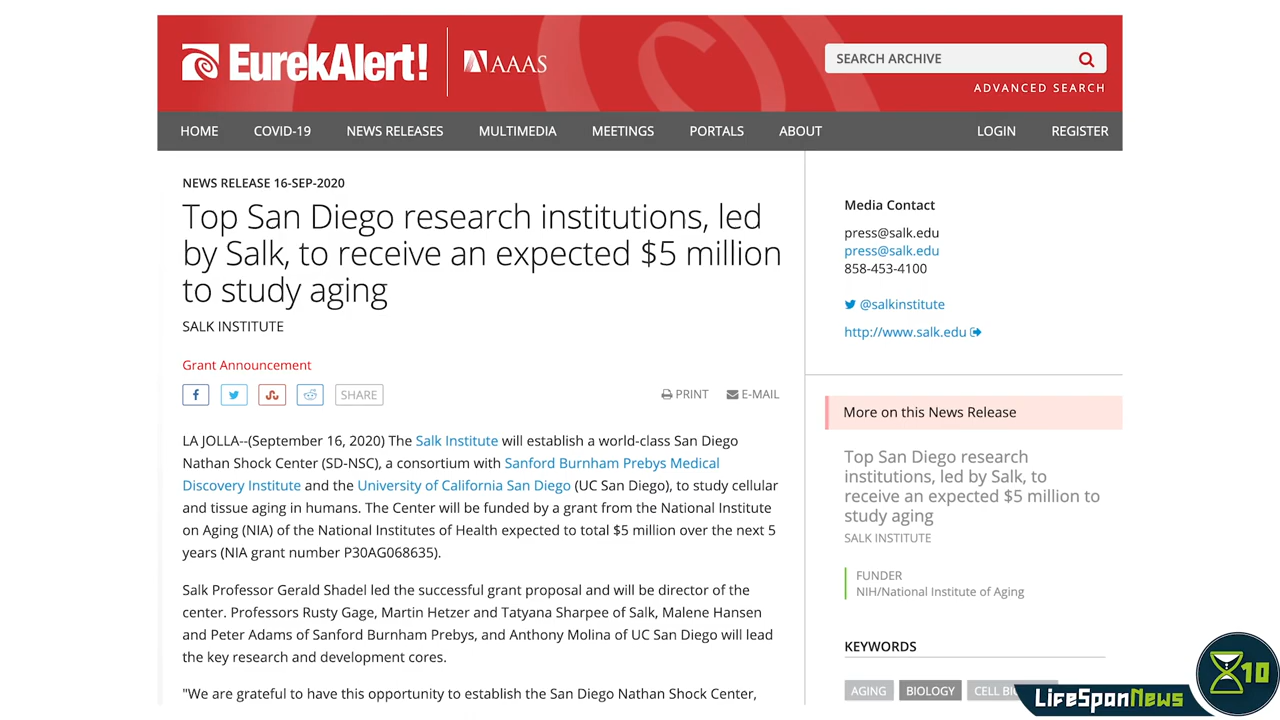 EurekAlert! AAAS
SEARCH ARCHIVE
ADVANCED SEARCH
HOME COVID-19 NEWS RELEASES MULTIMEDIA MEETINGS PORTALS ABOUT LOGIN REGISTER
NEWS RELEASE 16-SEP-2020
Top San Diego research institutions, led
by Salk, to receive an expected $5 million
to study aging
SALK INSTITUTE
Grant Announcement
SHARE
PRINT E-MAIL
LA JOLLA--(September 16, 2020) The Salk Institute will establish a world-class San Diego
Nathan Shock Center (SD-NSC), a consortium with Sanford Burnham Prebys Medical
Discovery Institute and the University of California San Diego (UC San Diego), to study cellular
and tissue aging in humans. The Center will be funded by a grant from the National Institute
on Aging (NIA) of the National Institutes of Health expected to total $5 million over the next 5
years (NIA grant number P30AG068635).
Salk Professor Gerald Shadel led the successful grant proposal and will be director of the
center. Professors Rusty Gage, Martin Hetzer and Tatyana Sharpee of Salk, Malene Hansen
and Peter Adams of Sanford Burnham Prebys, and Anthony Molina of UC San Diego will lead
the key research and development cores.
"We are grateful to have this opportunity to establish the San Diego Nathan Shock Center,
Media Contact
press@salk.edu
press@salk.edu
858-453-4100
@salkinstitute
http://www.salk.edu
More on this News Release
Top San Diego research
institutions, led by Salk, to
receive an expected $5 million to
study aging
SALK INSTITUTE
FUNDER
NIH/National Institute of Aging
KEYWORDS
AGING BIOLOGY CELL
LifeSpanNews
10